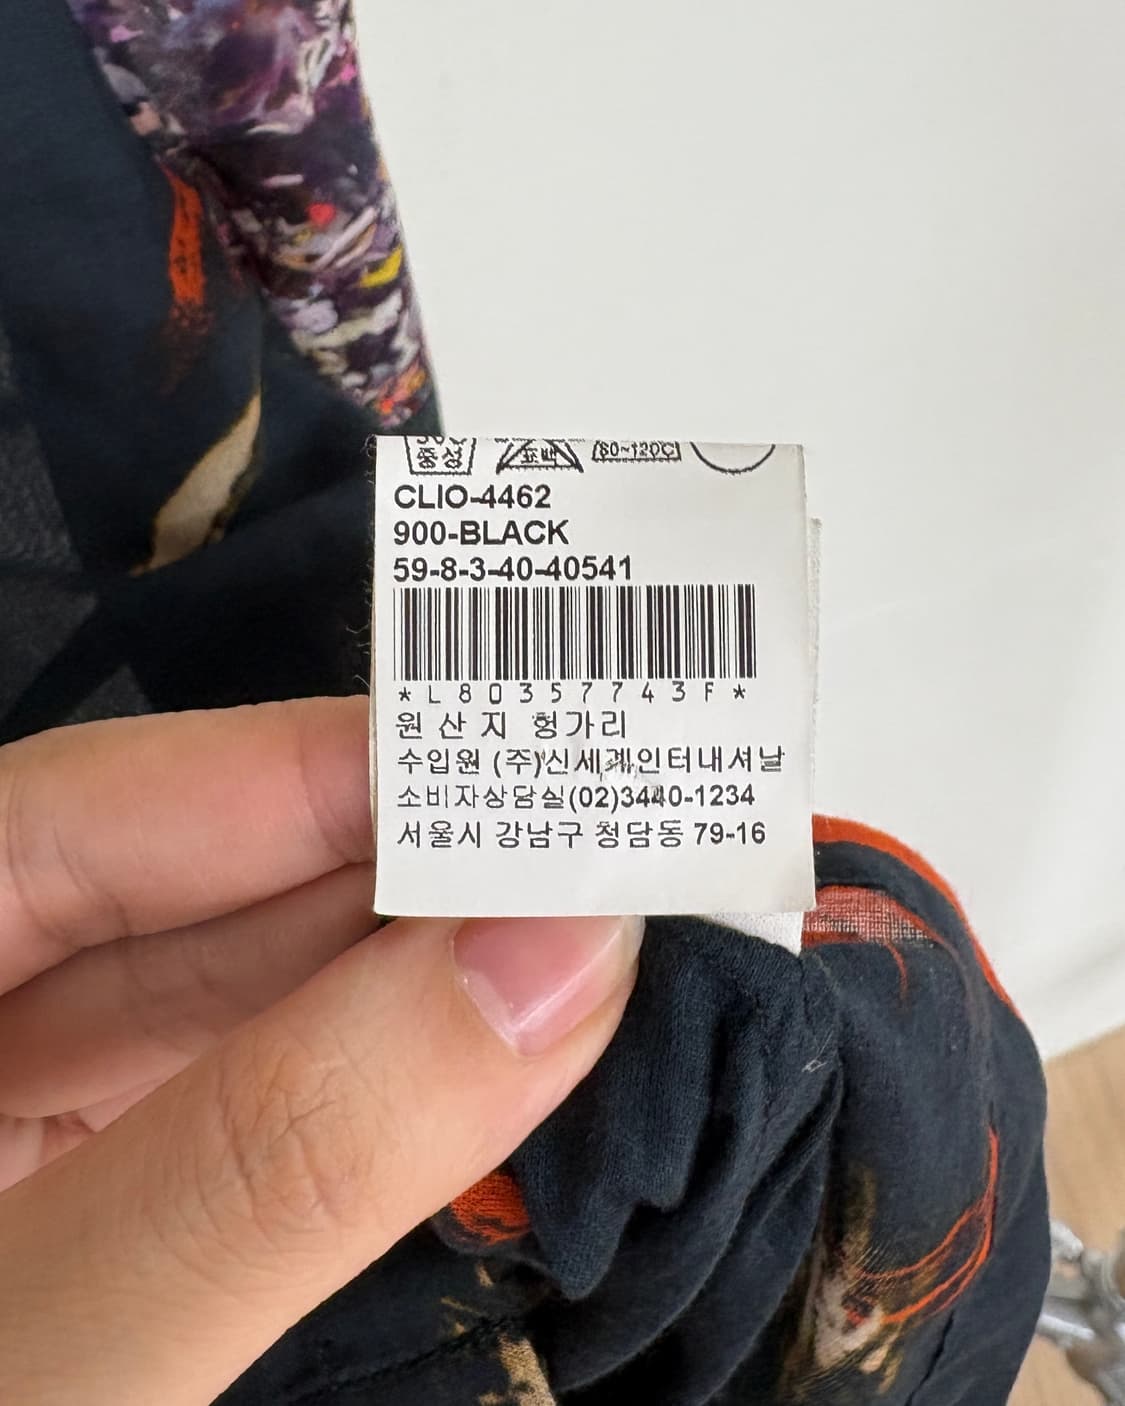 중성 표백 80~120C
CLIO-4462
900-BLACK
59-8-3-40-40541
*L80357743F*
원산지 헝가리
수입원 (주)신세계인터내셔날
소비자상담실(02)3440-1234
서울시 강남구 청담동 79-16